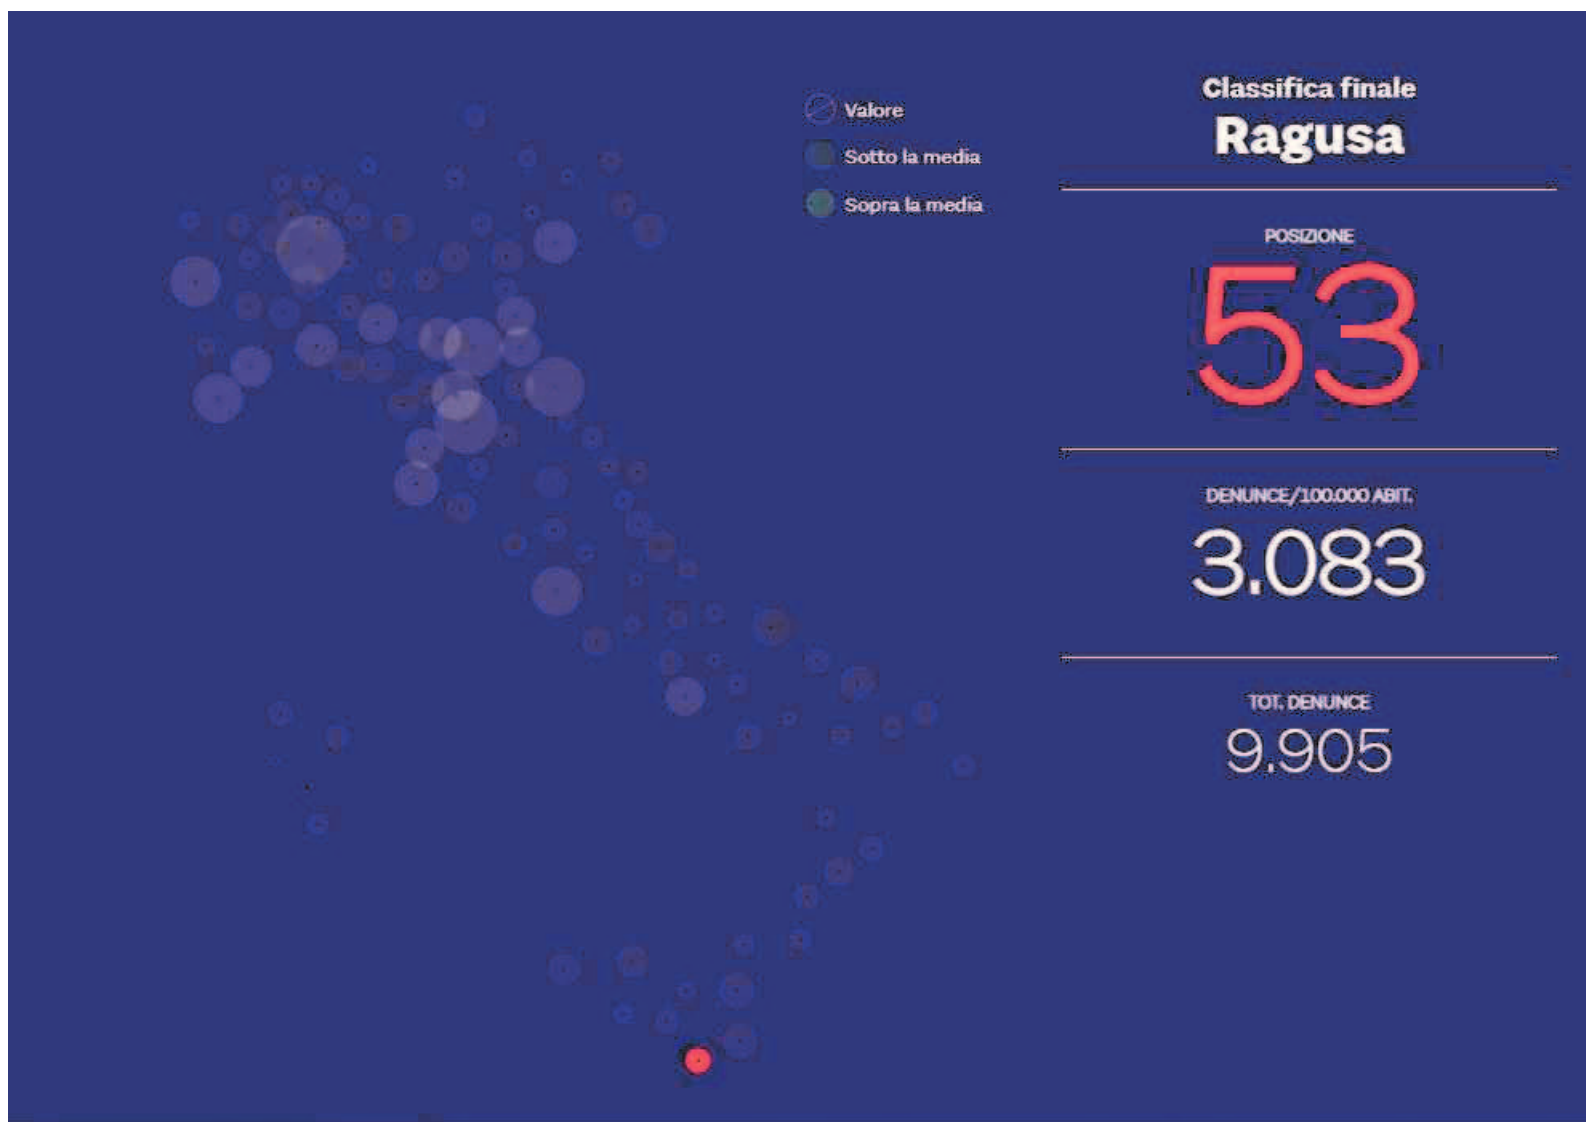 Valore
Sotto la media
Sopra la media
Classifica finale
Ragusa
POSIZIONE
53
DENUNCE/100.000 ABIT.
3.083
TOT. DENUNCE
9.905